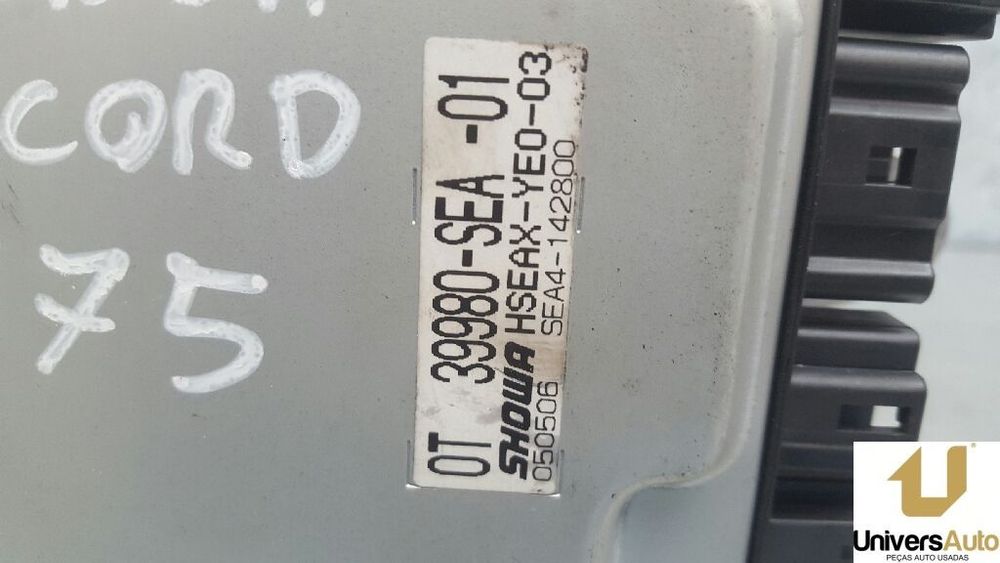 CORD
75
0T 39980-SEA -01
SHOWA HSEAX-YE0-03
050506 SEA4-142800
UniversAuto
PEÇAS AUTO USADAS